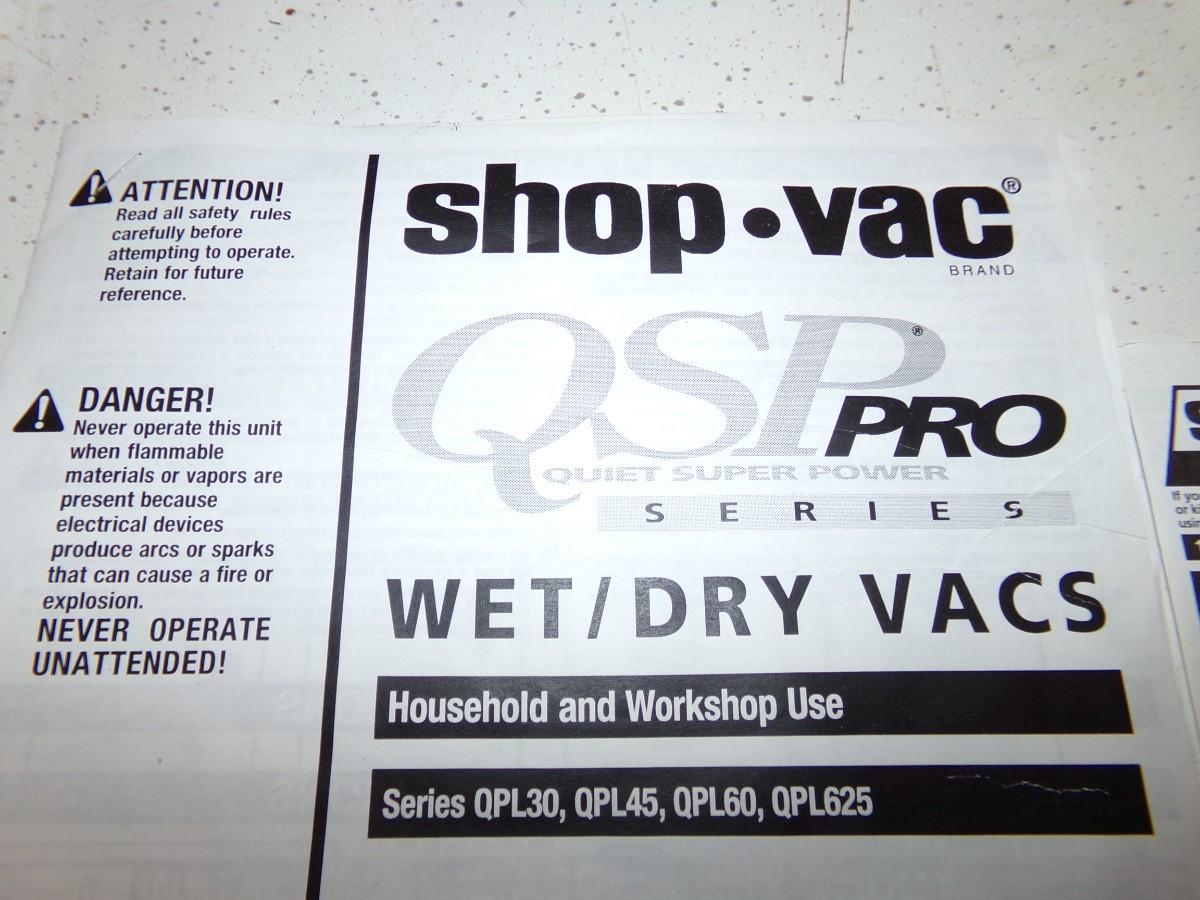 ATTENTION!
Read all safety rules
carefully before
attempting to operate.
Retain for future
reference.
DANGER!
Never operate this unit
when flammable
materials or vapors are
present because
electrical devices
produce arcs or sparks
that can cause a fire or
explosion.
NEVER OPERATE
UNATTENDED!
shop•vac®
BRAND
QSP®
PRO
QUIET SUPER POWER
SERIES
WET/DRY VACS
Household and Workshop Use
Series QPL30, QPL45, QPL60, QPL625
If you